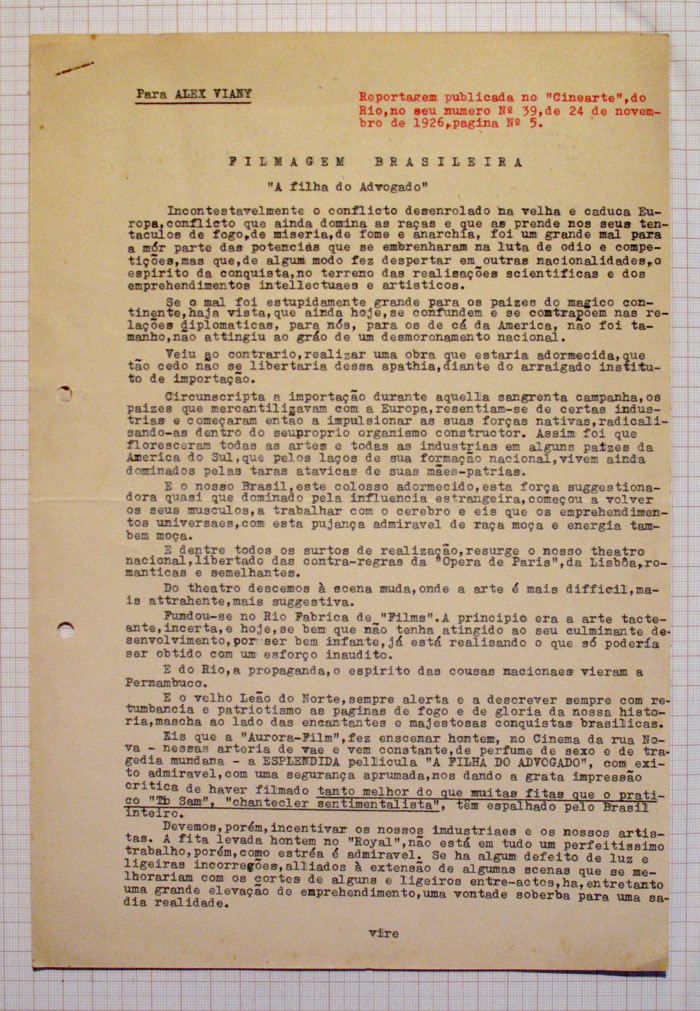 Para ALEX VIANY
Reportagem publicada no "Cinearte",do
Rio,no seu numero Nº 39,de 24 de novem-
bro de 1926,pagina Nº 5.
FILMAGEM BRASILEIRA
"A filha do Advogado"
Incontestavelmente o conflicto desenrolado na velha e caduca Eu-
ropa,conflicto que ainda domina as raças e que as prende nos seus ten-
taculos de fogo,de miseria,de fome e anarchia, foi um grande mal para
a mór parte das potencias que se embrenharam na luta de odio e compe-
tições,mas que,de algum modo fez despertar em outras nacionalidades,o
espirito da conquista,no terreno das realisações scientificas e dos
emprehendimentos intellectuaes e artisticos.
Se o mal foi estupidamente grande para os paizes do magico con-
tinente,haja vista,que ainda hoje,se confundem e se comtrapõem nas re-
lações diplomaticas, para nós, para os de cá da America, não foi ta-
manho,não attingiu ao gráo de um desmoronamento nacional.
Veiu ao contrario,realizar uma obra que estaria adormecida,que
tão cedo não se libertaria dessa apathia,diante do arraigado institu-
to de importação.
Circunscripta a importação durante aquella sangrenta campanha,os
paizes que mercantilizavam com a Europa,resentiam-se de certas indus-
trias e começaram então a impulsionar as suas forças nativas,radicali-
sando-as dentro do seuproprio organismo constructor. Assim foi que
floresceram todas as artes e todas as industrias em alguns paizes da
America do Sul,que pelos laços de sua formação nacional,vivem ainda
dominados pelas taras atavicas de suas mães-patrias.
E o nosso Brasil,este colosso adormecido,esta força suggestiona-
dora quasi que dominado pela influencia estrangeira,começou a volver
os seus musculos,a trabalhar com o cerebro e eis que os emprehendimen-
tos universaes,com esta pujança admiravel de raça moça e energia tam-
bem moça.
E dentre todos os surtos de realização,resurge o nosso theatro
nacional,libertado das contra-regras da "Opera de Paris",da Lisbôa,ro-
manticas e semelhantes.
Do theatro descemos à scena muda,onde a arte é mais difficil,ma-
is attrahente,mais suggestiva.
Fundou-se no Rio Fabrica de "Films".A principio era a arte tacte-
ante,incerta,e hoje,se bem que não tenha atingido ao seu culminante de-
senvolvimento,por ser bem infante,já está realisando o que só poderia
ser obtido com um esforço inaudito.
E do Rio,a propaganda,o espirito das cousas nacionaes vieram a
Pernambuco.
E o velho Leão do Norte,sempre alerta e a descrever sempre com re-
tumbancia e patriotismo as paginas de fogo e de gloria da nossa histo-
ria,mascha ao lado das encantantes e majestosas conquistas brasilicas.
Eis que a "Aurora-Film",fez enscenar hontem, no Cinema da rua No-
va - nessas arteria de vae e vem constante,de perfume de sexo e de tra-
gedia mundana - a ESPLENDIDA pellicula "A FILHA DO ADVOGADO", com exi-
to admiravel,com uma segurança aprumada,nos dando a grata impressão
critica de haver filmado tanto melhor do que muitas fitas que o prati-
co "Tb Sam", "chantecler sentimentalista", têm espalhado pelo Brasil
inteiro.
Devemos,porém,incentivar os nossos industriaes e os nossos artis-
tas. A fita levada hontem no "Royal",não está em tudo um perfeitissimo
trabalho,porém,como estréa é admiravel. Se ha algum defeito de luz e
ligeiras incorregões,alliados à extensão de algumas scenas que se me-
lhorariam com os cortes de alguns e ligeiros entre-actos,ha,entretanto
uma grande elevação de emprehendimento,uma vontade soberba para uma sa-
dia realidade.
vire